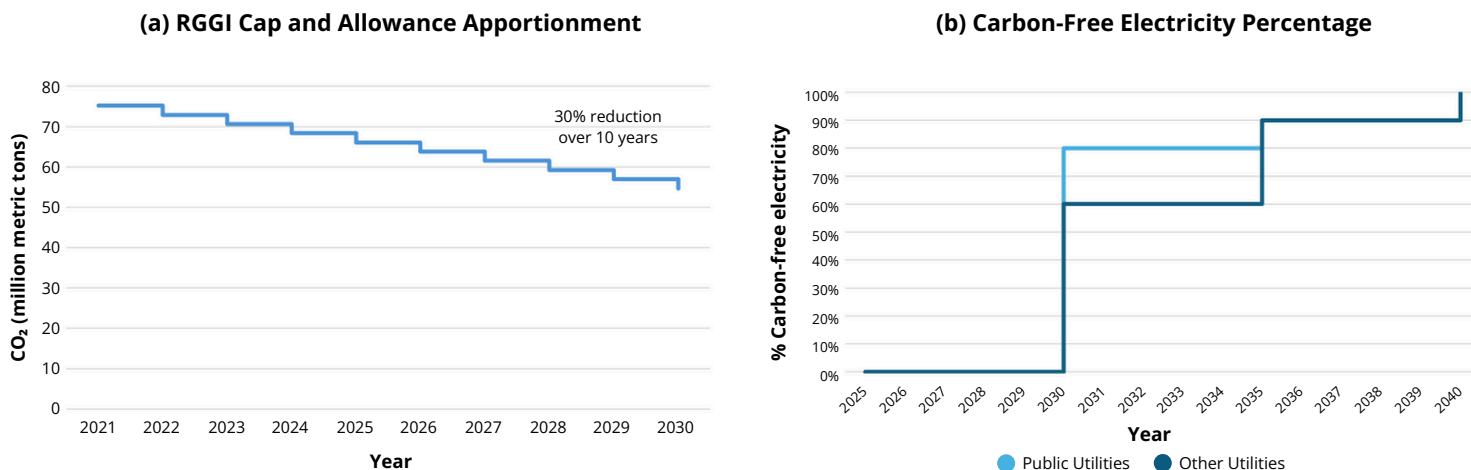 (a) RGGI Cap and Allowance Apportionment
80
70
60
50
40
30
20
10
0
CO₂ (million metric tons)
30% reduction
over 10 years
2021 2022 2023 2024 2025 2026 2027 2028 2029 2030
Year
(b) Carbon-Free Electricity Percentage
100%
90%
80%
70%
60%
50%
40%
30%
20%
10%
0%
% Carbon-free electricity
2025 2026 2027 2028 2029 2030 2031 2032 2033 2034 2035 2036 2037 2038 2039 2040
Year
Public Utilities Other Utilities